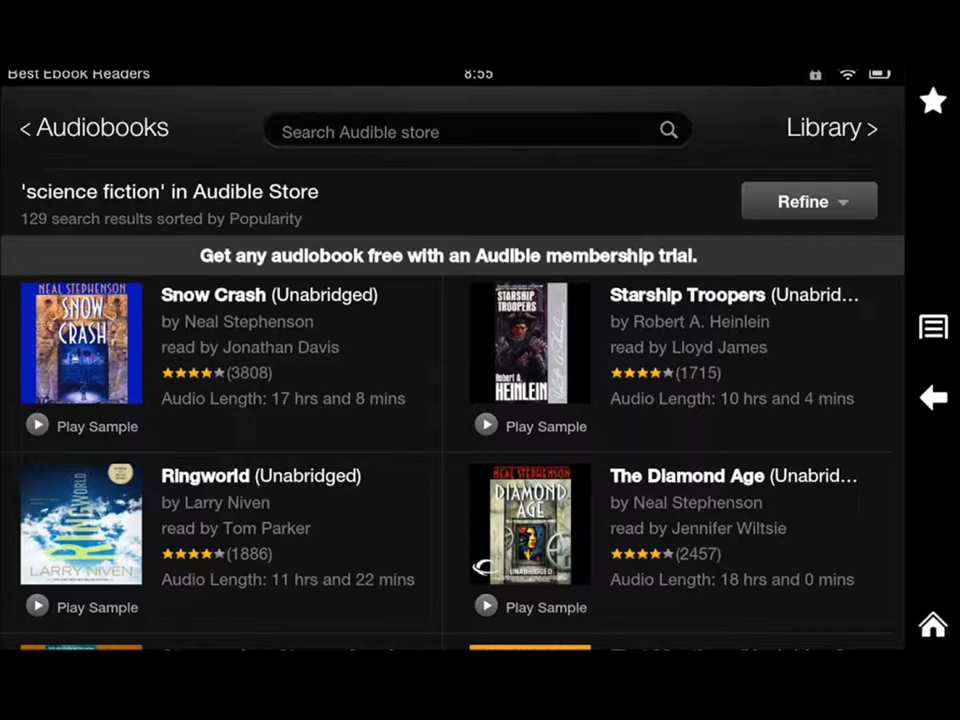 Best Ebook Readers
8:55
< Audiobooks
Search Audible store
Library >
'science fiction' in Audible Store
129 search results sorted by Popularity
Refine
Get any audiobook free with an Audible membership trial.
NEAL STEPHENSON
SNOW
CRASH
Snow Crash (Unabridged)
by Neal Stephenson
read by Jonathan Davis
(3808)
Audio Length: 17 hrs and 8 mins
Play Sample
STARSHIP
TROOPERS
Robert A.
HEINLEIN
Starship Troopers (Unabrid...
by Robert A. Heinlein
read by Lloyd James
(1715)
Audio Length: 10 hrs and 4 mins
Play Sample
RINGWORLD
LARRY NIVEN
Ringworld (Unabridged)
by Larry Niven
read by Tom Parker
(1886)
Audio Length: 11 hrs and 22 mins
Play Sample
NEAL STEPHENSON
DIAMOND
AGE
UNABRIDGED
The Diamond Age (Unabrid...
by Neal Stephenson
read by Jennifer Wiltsie
(2457)
Audio Length: 18 hrs and 0 mins
Play Sample